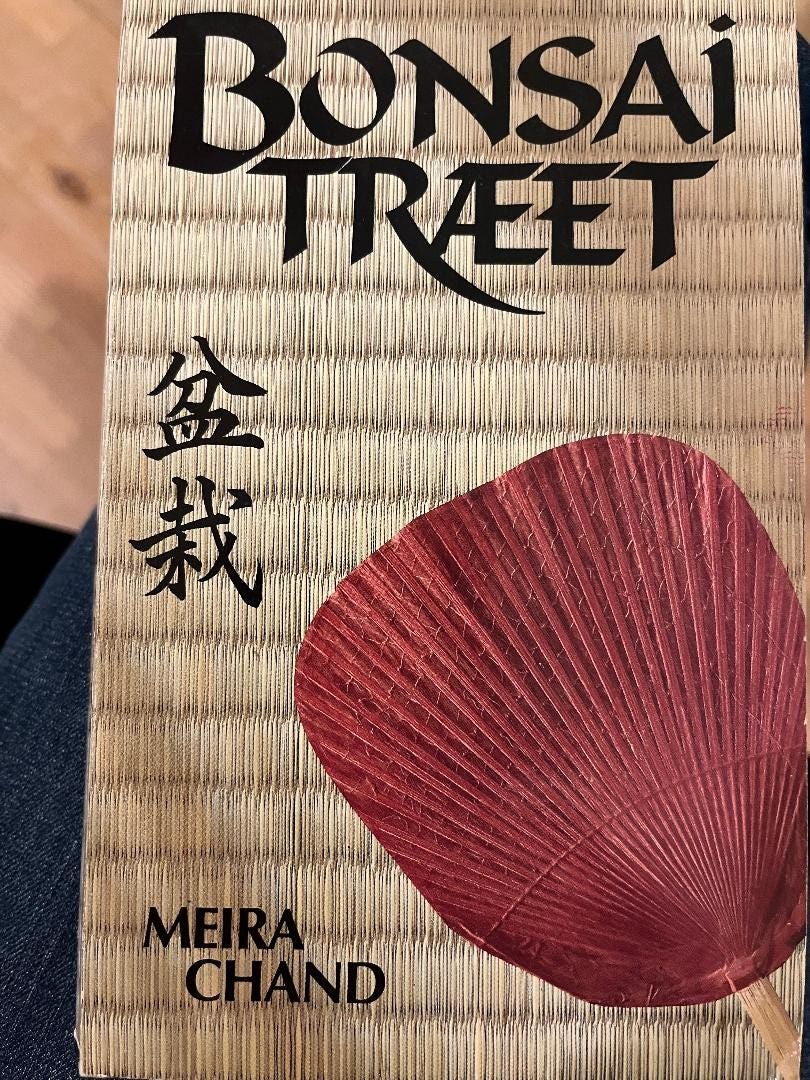 BONSAI
TRÆET
盆
栽
MEIRA
CHAND